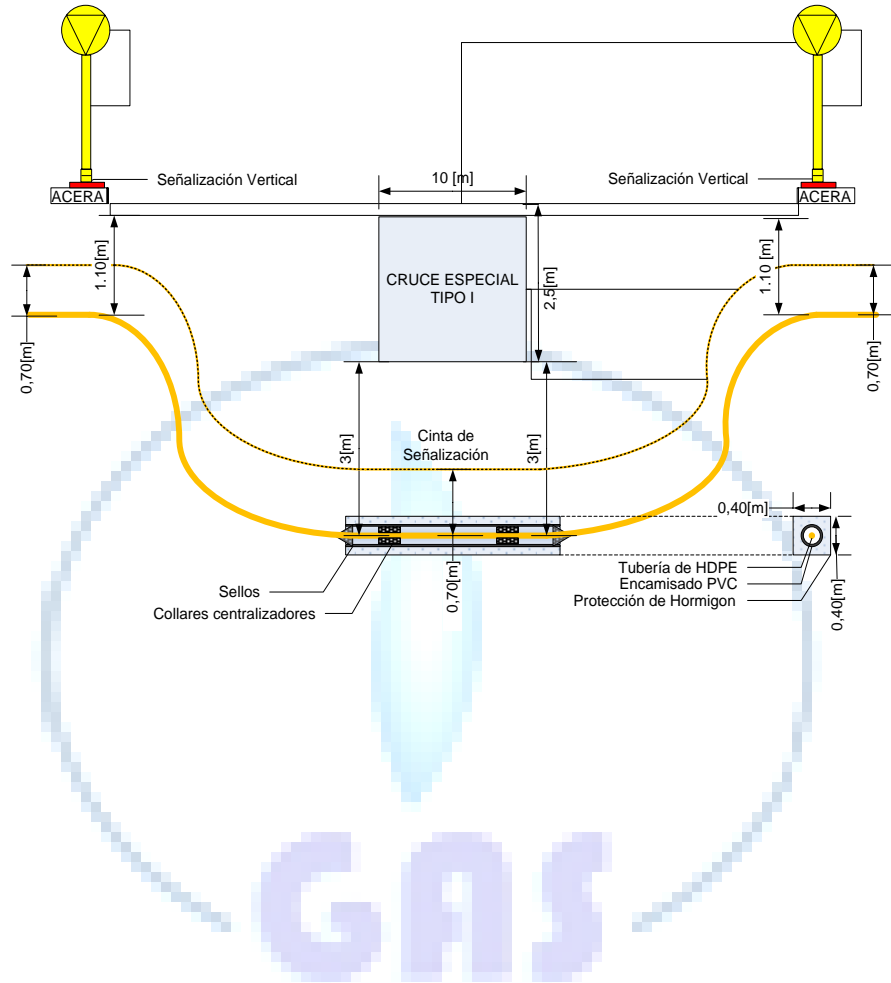 Señalización Vertical
Señalización Vertical
10 [m]
ACERA
ACERA
1.10[m]
1.10 [m]
CRUCE ESPECIAL
TIPO I
2,5[m]
0,70[m]
0,70[m]
3[m]
Cinta de
Señalización
3[m]
0,40[m]
0,70[m]
Tubería de HDPE
Encamisado PVC
Protección de Hormigon
0,40[m]
Sellos
Collares centralizadores
GAS